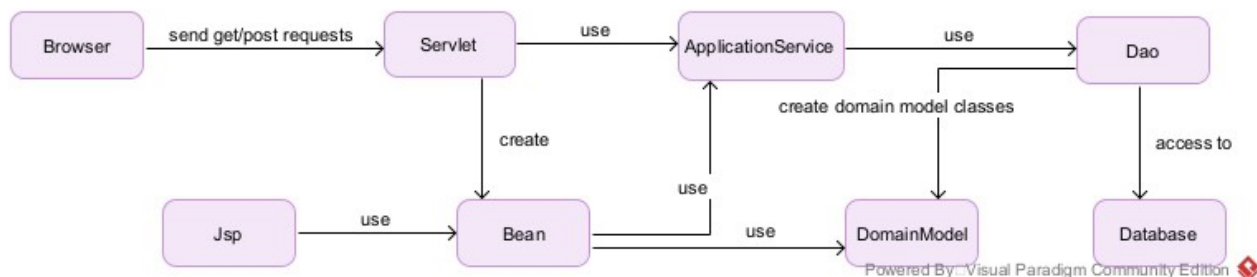 send get/post requests
use
use
Browser
Servlet
ApplicationService
Dao
create domain model classes
create
access to
use
use
use
Jsp
Bean
DomainModel
Database
Powered By Visual Paradigm Community Edition